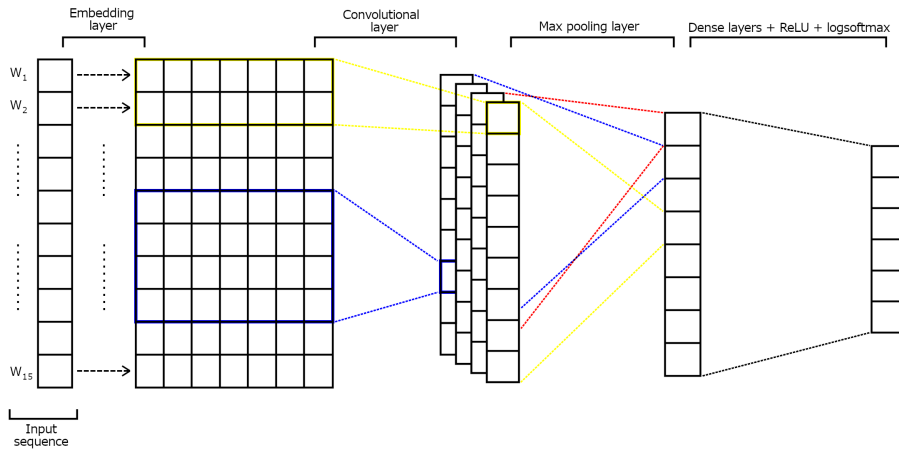 Embedding
layer
Convolutional
layer
Max pooling layer
Dense layers + ReLU + logsoftmax
W1
W2
W15
Input
sequence